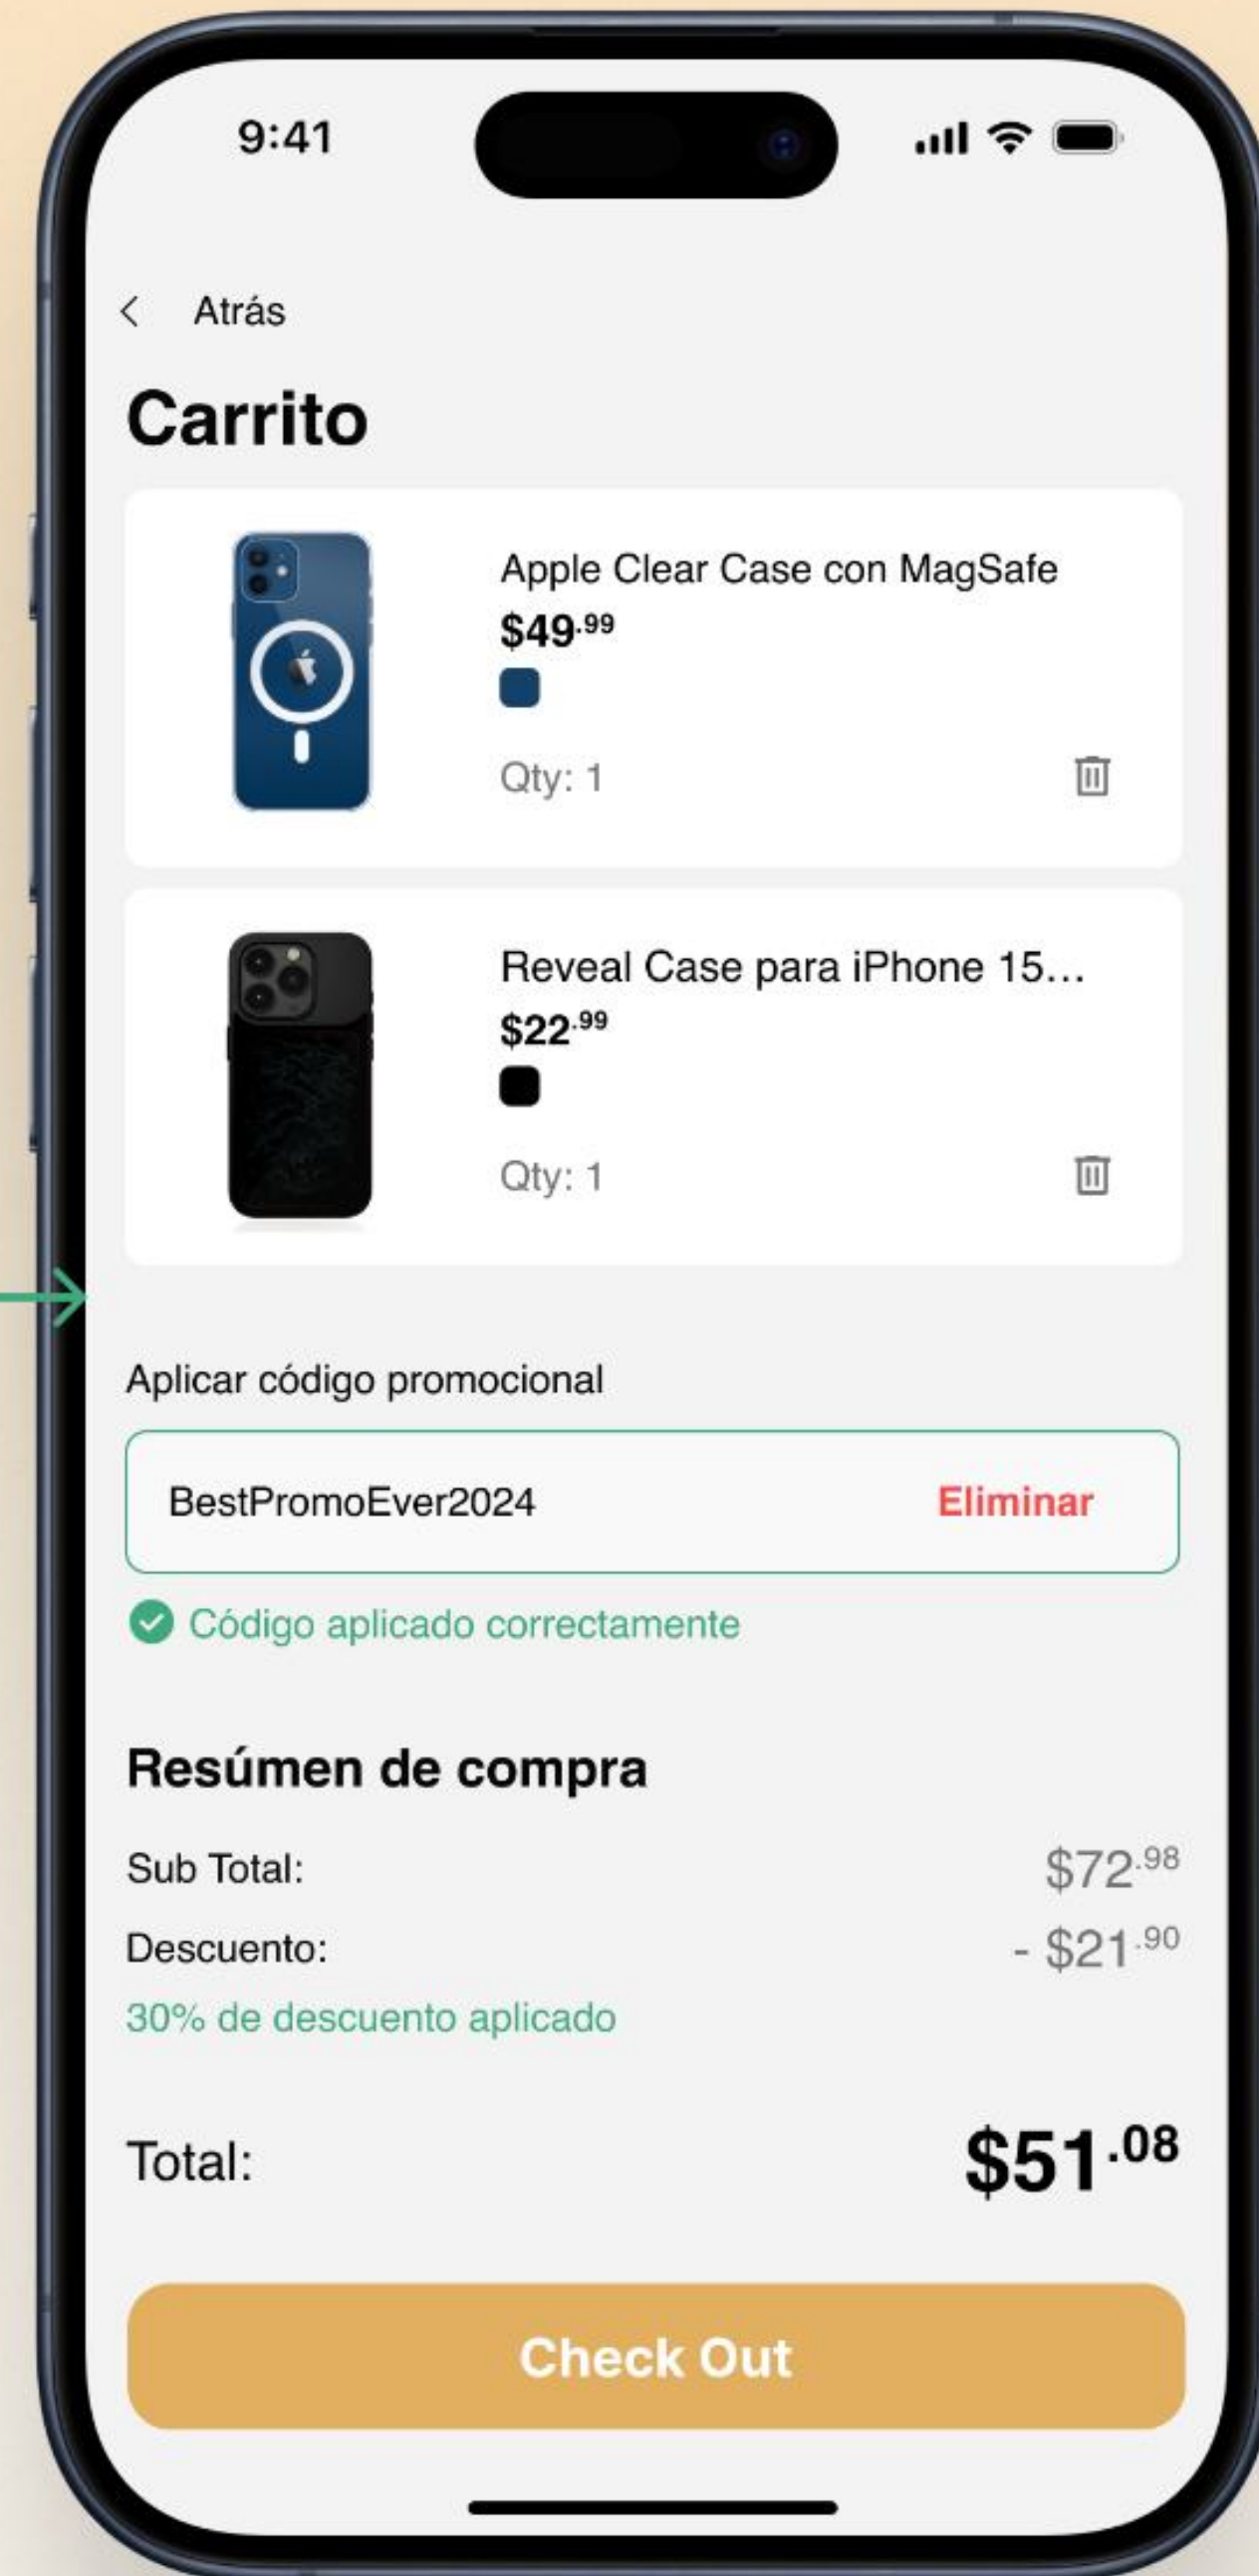 9:41
Atrás
Carrito
Apple Clear Case con MagSafe
$49.99
Qty: 1
Reveal Case para iPhone 15...
$22.99
Qty: 1
Aplicar código promocional
BestPromoEver2024 Eliminar
Código aplicado correctamente
Resúmen de compra
Sub Total: $72.98
Descuento: - $21.90
30% de descuento aplicado
Total: $51.08
Check Out